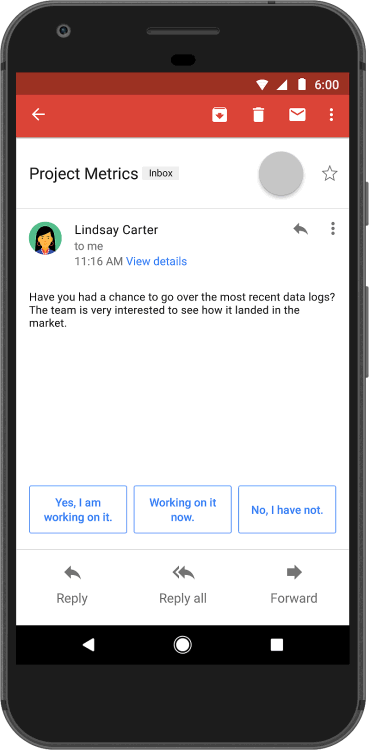 6:00
Project Metrics Inbox
Lindsay Carter
to me
11:16 AM View details
Have you had a chance to go over the most recent data logs?
The team is very interested to see how it landed in the
market.
Yes, I am
working on it.
Working on it
now.
No, I have not.
Reply
Reply all
Forward